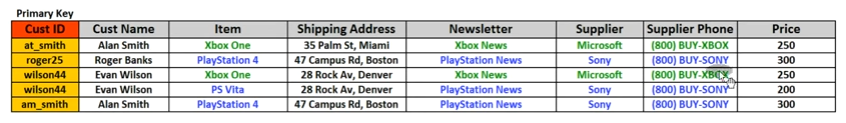 Primary Key
Cust ID Cust Name Item Shipping Address Newsletter Supplier Supplier Phone Price
at_smith Alan Smith Xbox One 35 Palm St, Miami Xbox News Microsoft (800) BUY-XBOX 250
roger25 Roger Banks PlayStation 4 47 Campus Rd, Boston PlayStation News Sony (800) BUY-SONY 300
wilson44 Evan Wilson Xbox One 28 Rock Av, Denver Xbox News Microsoft (800) BUY-XBOX 250
wilson44 Evan Wilson PS Vita 28 Rock Av, Denver PlayStation News Sony (800) BUY-SONY 200
am_smith Alan Smith PlayStation 4 47 Campus Rd, Boston PlayStation News Sony (800) BUY-SONY 300